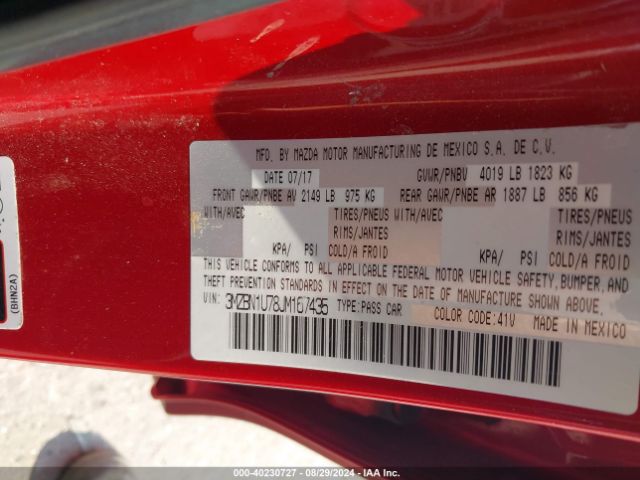 MFD. BY MAZDA MOTOR MANUFACTURING DE MEXICO S.A. DE C.V.
DATE 07/17 GVWR/PNBV 4019 LB 1823 KG
FRONT GAWR/PNBE AV 2149 LB 975 KG REAR GAWR/PNBE AR 1887 LB 856 KG
WITH/AVEC TIRES/PNEUS WITH/AVEC TIRES/PNEUS
RIMS/JANTES RIMS/JANTES
KPA/ PSI COLD/A FROID KPA/ PSI COLD/A FROID
THIS VEHICLE CONFORMS TO ALL APPLICABLE FEDERAL MOTOR VEHICLE SAFETY, BUMPER, AND
THEFT PREVENTION STANDARDS IN EFFECT ON THE DATE OF MANUFACTURE SHOWN ABOVE.
VIN: 3MZBN1U78JM167435 TYPE:PASS CAR COLOR CODE:41V MADE IN MEXICO
(BHN2A)
000-40230727 - 08/29/2024 - IAA Inc.